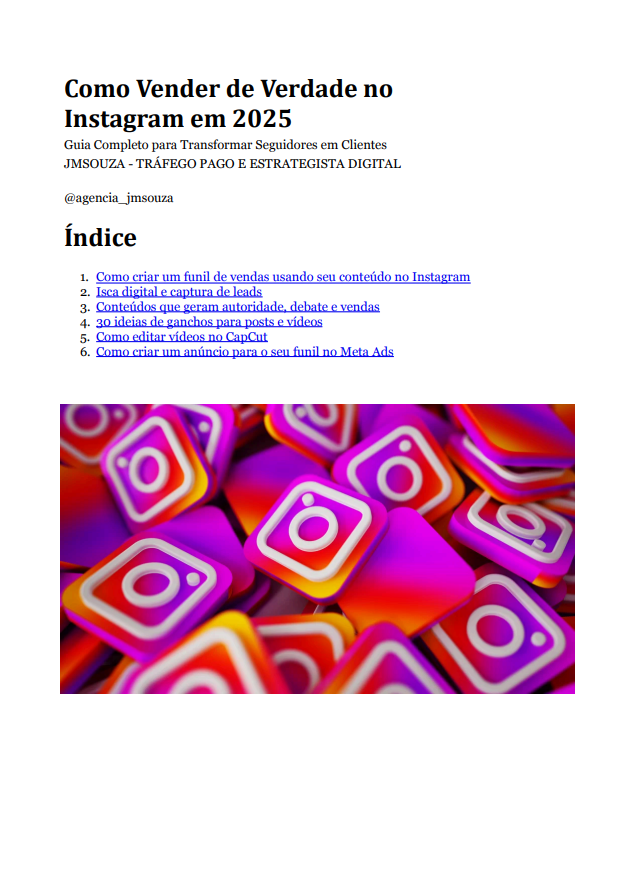 Como Vender de Verdade no
Instagram em 2025
Guia Completo para Transformar Seguidores em Clientes
JMSOUZA - TRÁFEGO PAGO E ESTRATEGISTA DIGITAL
@agencia_jmsouza
Índice
1. Como criar um funil de vendas usando seu conteúdo no Instagram
2. Isca digital e captura de leads
3. Conteúdos que geram autoridade, debate e vendas
4. 30 ideias de ganchos para posts e vídeos
5. Como editar vídeos no CapCut
6. Como criar um anúncio para o seu funil no Meta Ads